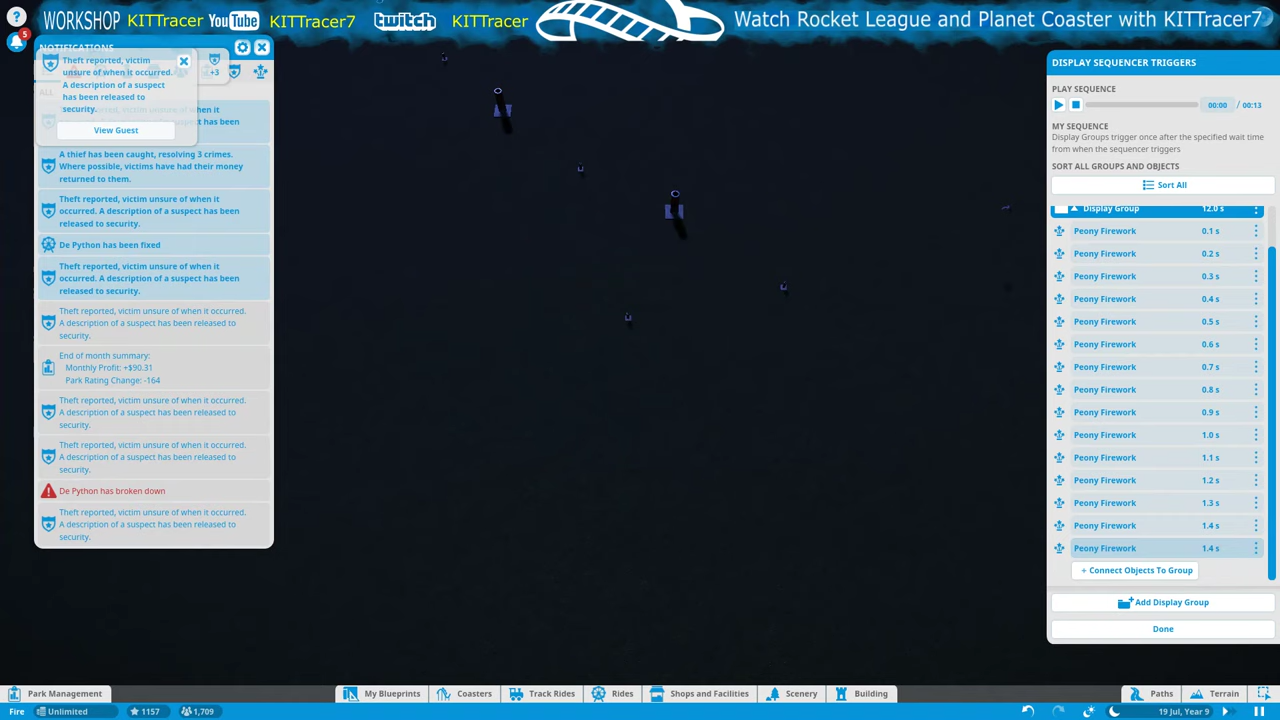 WORKSHOP KITTracer YouTube KITTracer7 twitch KITTracer Watch Rocket League and Planet Coaster with KITTracer7
?
5
NOTIFICATIONS
Theft reported, victim
unsure of when it occurred.
A description of a suspect
has been released to
security.
View Guest
+3
ALL
A thief has been caught, resolving 3 crimes.
Where possible, victims have had their money
returned to them.
Theft reported, victim unsure of when it
occurred. A description of a suspect has been
released to security.
De Python has been fixed
Theft reported, victim unsure of when it
occurred. A description of a suspect has been
released to security.
Theft reported, victim unsure of when it occurred.
A description of a suspect has been released to
security.
End of month summary:
Monthly Profit: +$90.31
Park Rating Change: -164
Theft reported, victim unsure of when it occurred.
A description of a suspect has been released to
security.
Theft reported, victim unsure of when it occurred.
A description of a suspect has been released to
security.
De Python has broken down
Theft reported, victim unsure of when it occurred.
A description of a suspect has been released to
security.
DISPLAY SEQUENCER TRIGGERS
PLAY SEQUENCE
00:00 / 00:13
MY SEQUENCE
Display Groups trigger once after the specified wait time
from when the sequencer triggers
SORT ALL GROUPS AND OBJECTS
Sort All
Display Group 12.0 s
Peony Firework 0.1 s
Peony Firework 0.2 s
Peony Firework 0.3 s
Peony Firework 0.4 s
Peony Firework 0.5 s
Peony Firework 0.6 s
Peony Firework 0.7 s
Peony Firework 0.8 s
Peony Firework 0.9 s
Peony Firework 1.0 s
Peony Firework 1.1 s
Peony Firework 1.2 s
Peony Firework 1.3 s
Peony Firework 1.4 s
Peony Firework 1.4 s
+ Connect Objects To Group
Add Display Group
Done
Park Management My Blueprints Coasters Track Rides Rides Shops and Facilities Scenery Building Paths Terrain
Fire Unlimited 1157 1,709 19 Jul, Year 9